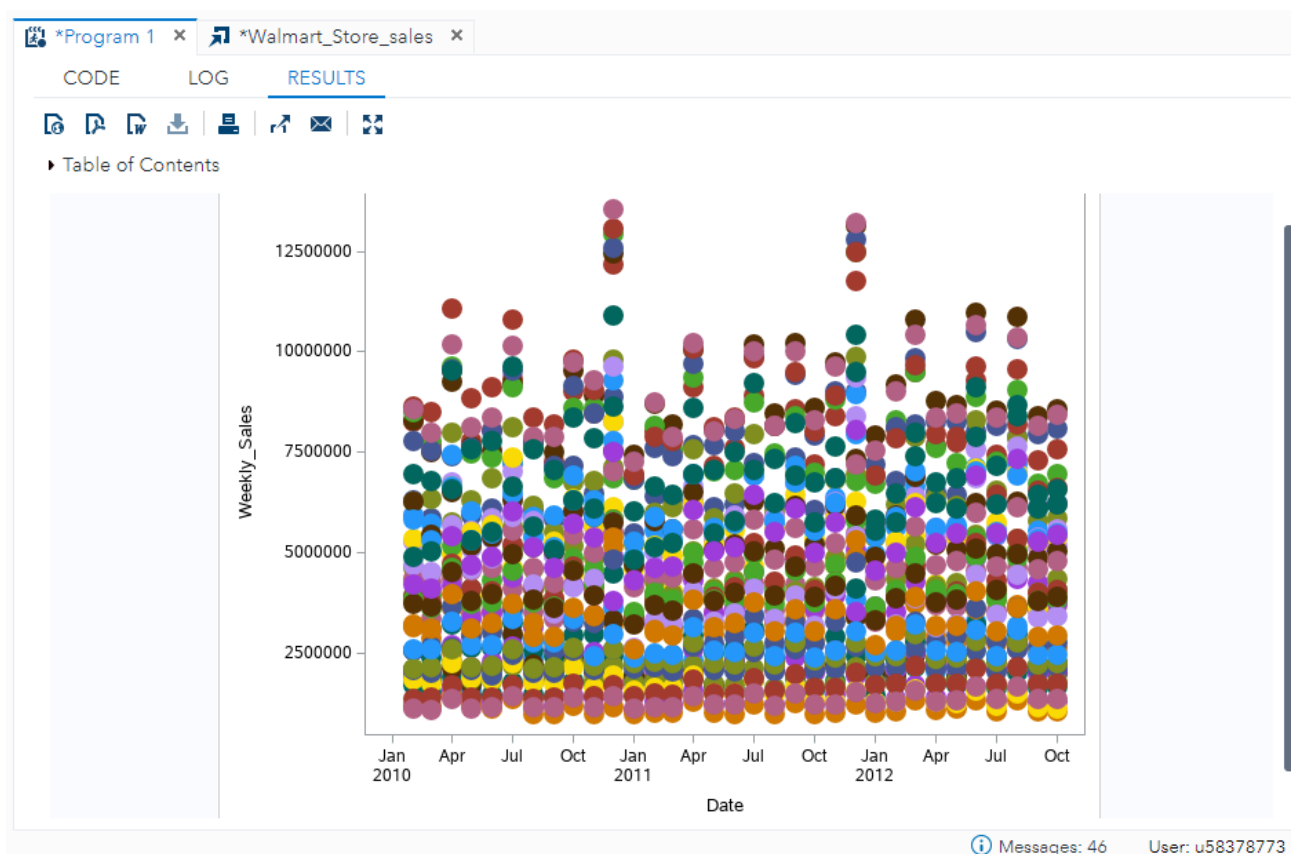 *Program 1 × *Walmart_Store_sales ×
CODE LOG RESULTS
Table of Contents
12500000
10000000
7500000
5000000
2500000
Weekly_Sales
Jan Apr Jul Oct Jan Apr Jul Oct Jan Apr Jul Oct
2010 2011 2012
Date
Messages: 46 User: u58378773